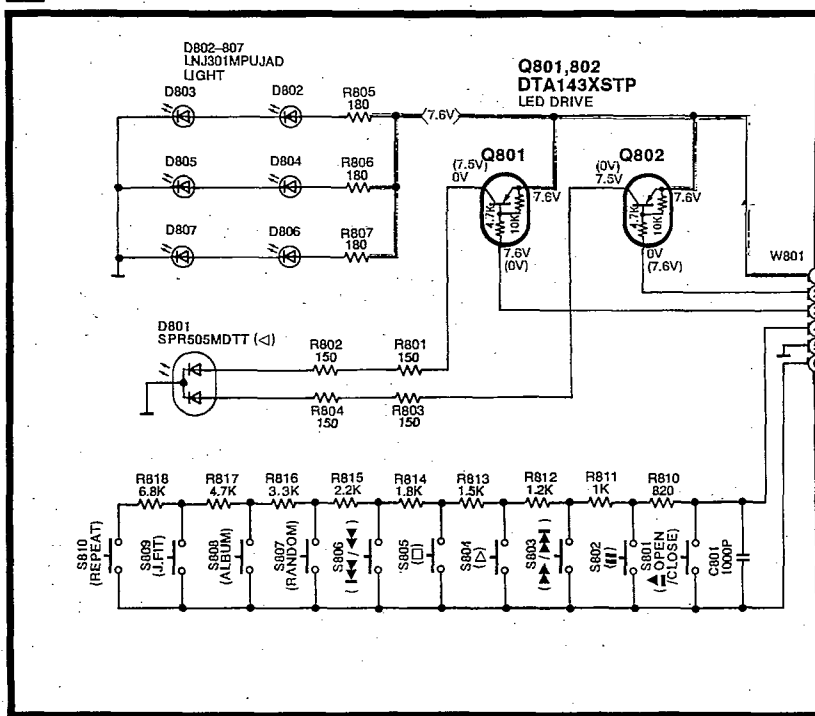 D802–807
LNJ301MPUJAD
LIGHT
D803
D802
R805
180
D805
D804
R806
180
D807
D806
R807
180
(7.6V)
Q801,802
DTA143XSTP
LED DRIVE
Q801
(7.5V)
0V
7.6V
4.7K
10K
7.6V
(0V)
Q802
(0V)
7.5V
7.6V
4.7K
10K
0V
(7.6V)
W801
D801
SPR505MDTT (◁)
R802
150
R801
150
R804
150
R803
150
R818
6.8K
R817
4.7K
R816
3.3K
R815
2.2K
R814
1.8K
R813
1.5K
R812
1.2K
R811
1K
R810
820
S810
(REPEAT)
S809
(J.FIT)
S808
(ALBUM)
S807
(RANDOM)
S806
S805
(□)
S804
(▷)
S803
S802
S801
(OPEN
/CLOSE)
C801
1000P